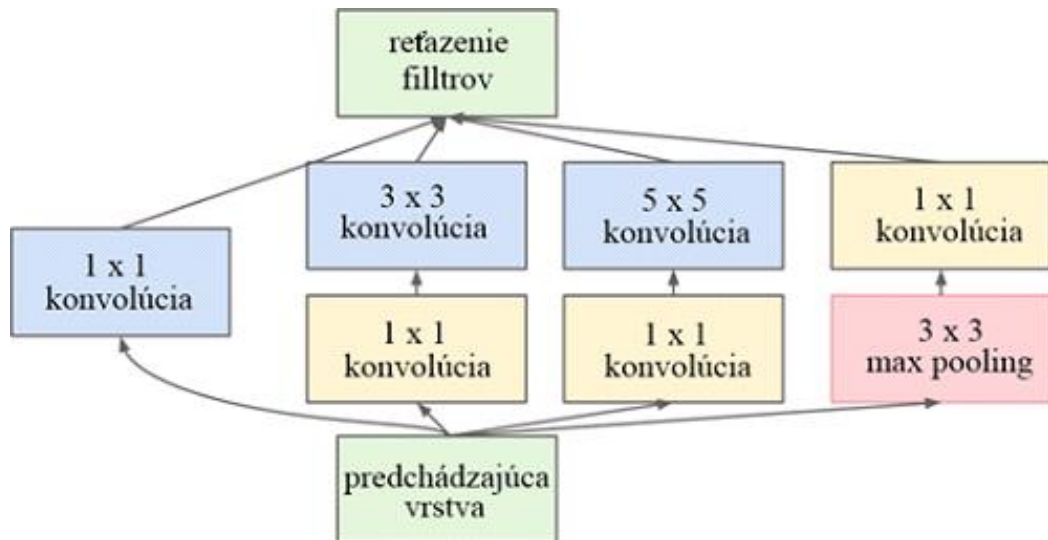 reťazenie
filltrov
3 x 3
konvolúcia
5 x 5
konvolúcia
1 x 1
konvolúcia
1 x 1
konvolúcia
1 x 1
konvolúcia
1 x 1
konvolúcia
3 x 3
max pooling
predchádzajúca
vrstva